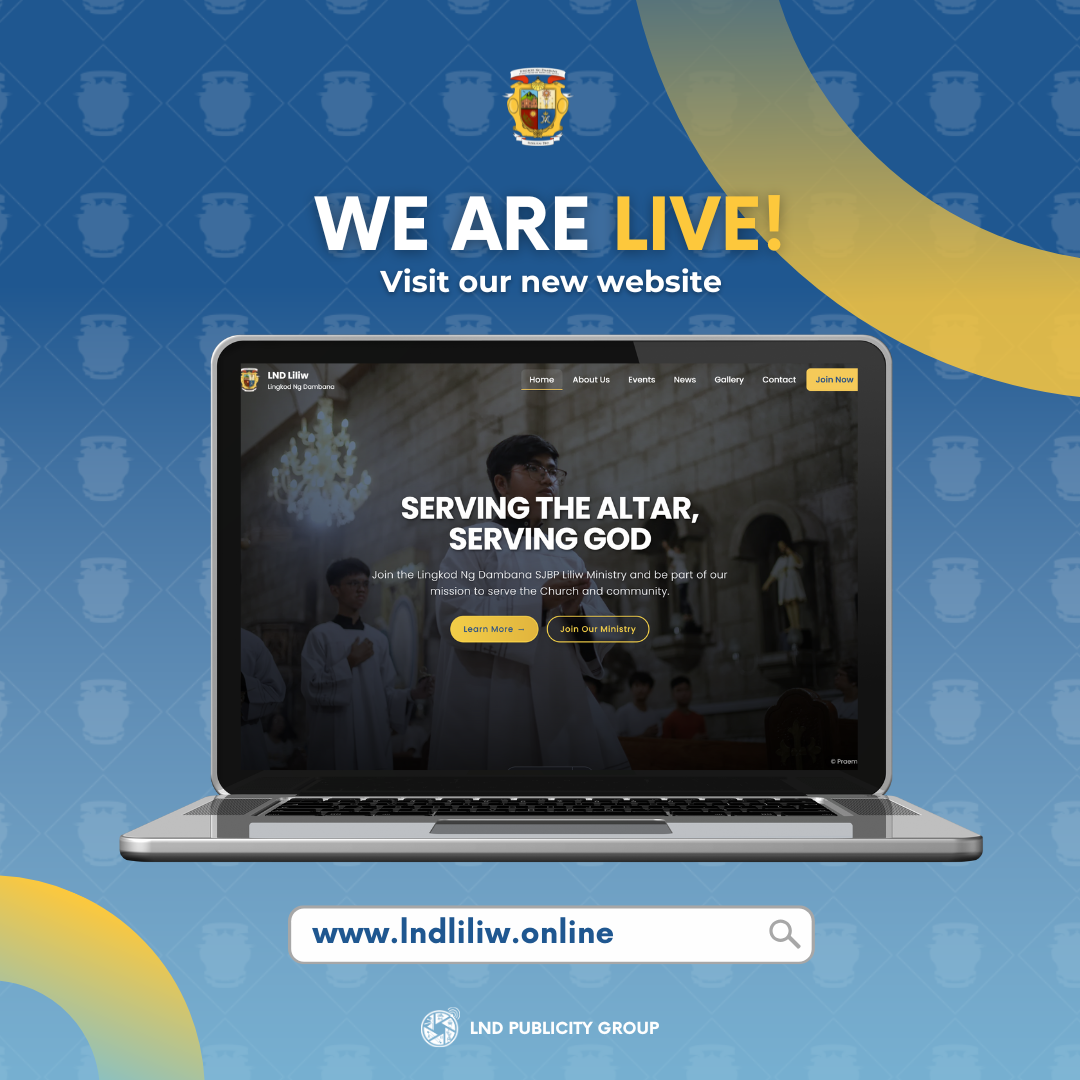 WE ARE LIVE!
Visit our new website
LND Liliw
Lingkod Ng Dambana
Home
About Us
Events
News
Gallery
Contact
Join Now
SERVING THE ALTAR,
SERVING GOD
Join the Lingkod Ng Dambana SJBP Liliw Ministry and be part of our
mission to serve the Church and community.
Learn More →
Join Our Ministry
© Praem
www.lndliliw.online
LND PUBLICITY GROUP